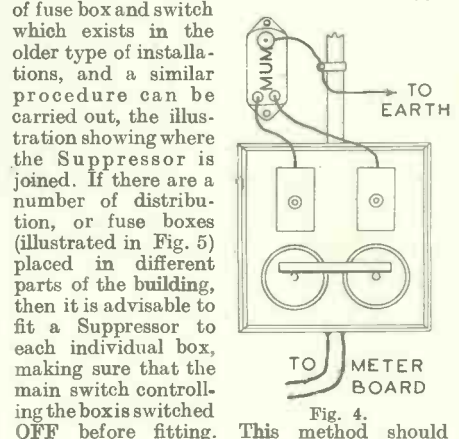 of fuse box and switch
which exists in the
older type of installa-
tions, and a similar
procedure can be
carried out, the illus-
tration showing where
the Suppressor is
joined. If there are a
number of distribu-
tion, or fuse boxes
(illustrated in Fig. 5)
placed in different
parts of the building,
then it is advisable to
fit a Suppressor to
each individual box,
making sure that the
main switch controll-
ing the box is switched
OFF before fitting. This method should
MUM
TO
EARTH
TO METER
BOARD
Fig. 4.